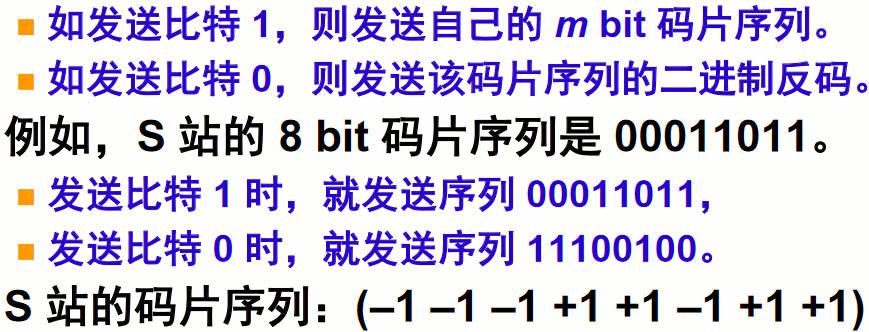 ■ 如发送比特 1，则发送自己的 m bit 码片序列。
■ 如发送比特 0，则发送该码片序列的二进制反码。
例如，S 站的 8 bit 码片序列是 00011011。
■ 发送比特 1 时，就发送序列 00011011，
■ 发送比特 0 时，就发送序列 11100100。
S 站的码片序列：(–1 –1 –1 +1 +1 –1 +1 +1)